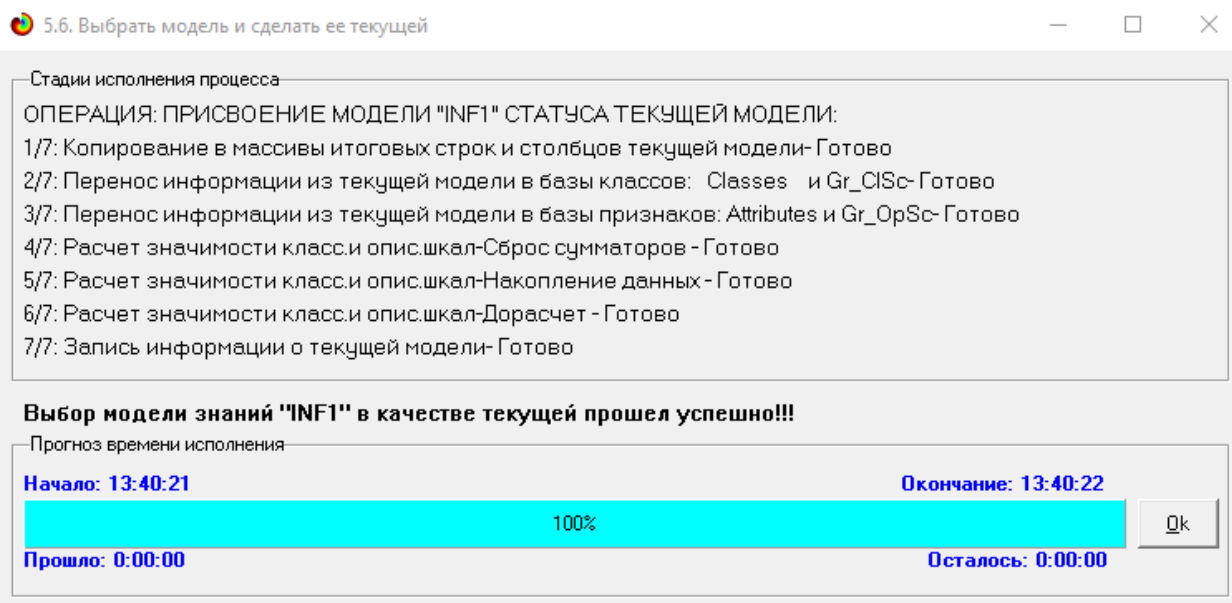 5.6. Выбрать модель и сделать ее текущей
Стадии исполнения процесса
ОПЕРАЦИЯ: ПРИСВОЕНИЕ МОДЕЛИ "INF1" СТАТУСА ТЕКУЩЕЙ МОДЕЛИ:
1/7: Копирование в массивы итоговых строк и столбцов текущей модели- Готово
2/7: Перенос информации из текущей модели в базы классов: Classes и Gr_ClSc- Готово
3/7: Перенос информации из текущей модели в базы признаков: Attributes и Gr_OpSc- Готово
4/7: Расчет значимости класс.и опис.шкал-Сброс сумматоров - Готово
5/7: Расчет значимости класс.и опис.шкал-Накопление данных - Готово
6/7: Расчет значимости класс.и опис.шкал-Дорасчет - Готово
7/7: Запись информации о текущей модели- Готово
Выбор модели знаний "INF1" в качестве текущей прошел успешно!!!
Прогноз времени исполнения
Начало: 13:40:21 Окончание: 13:40:22
100% Ok
Прошло: 0:00:00 Осталось: 0:00:00